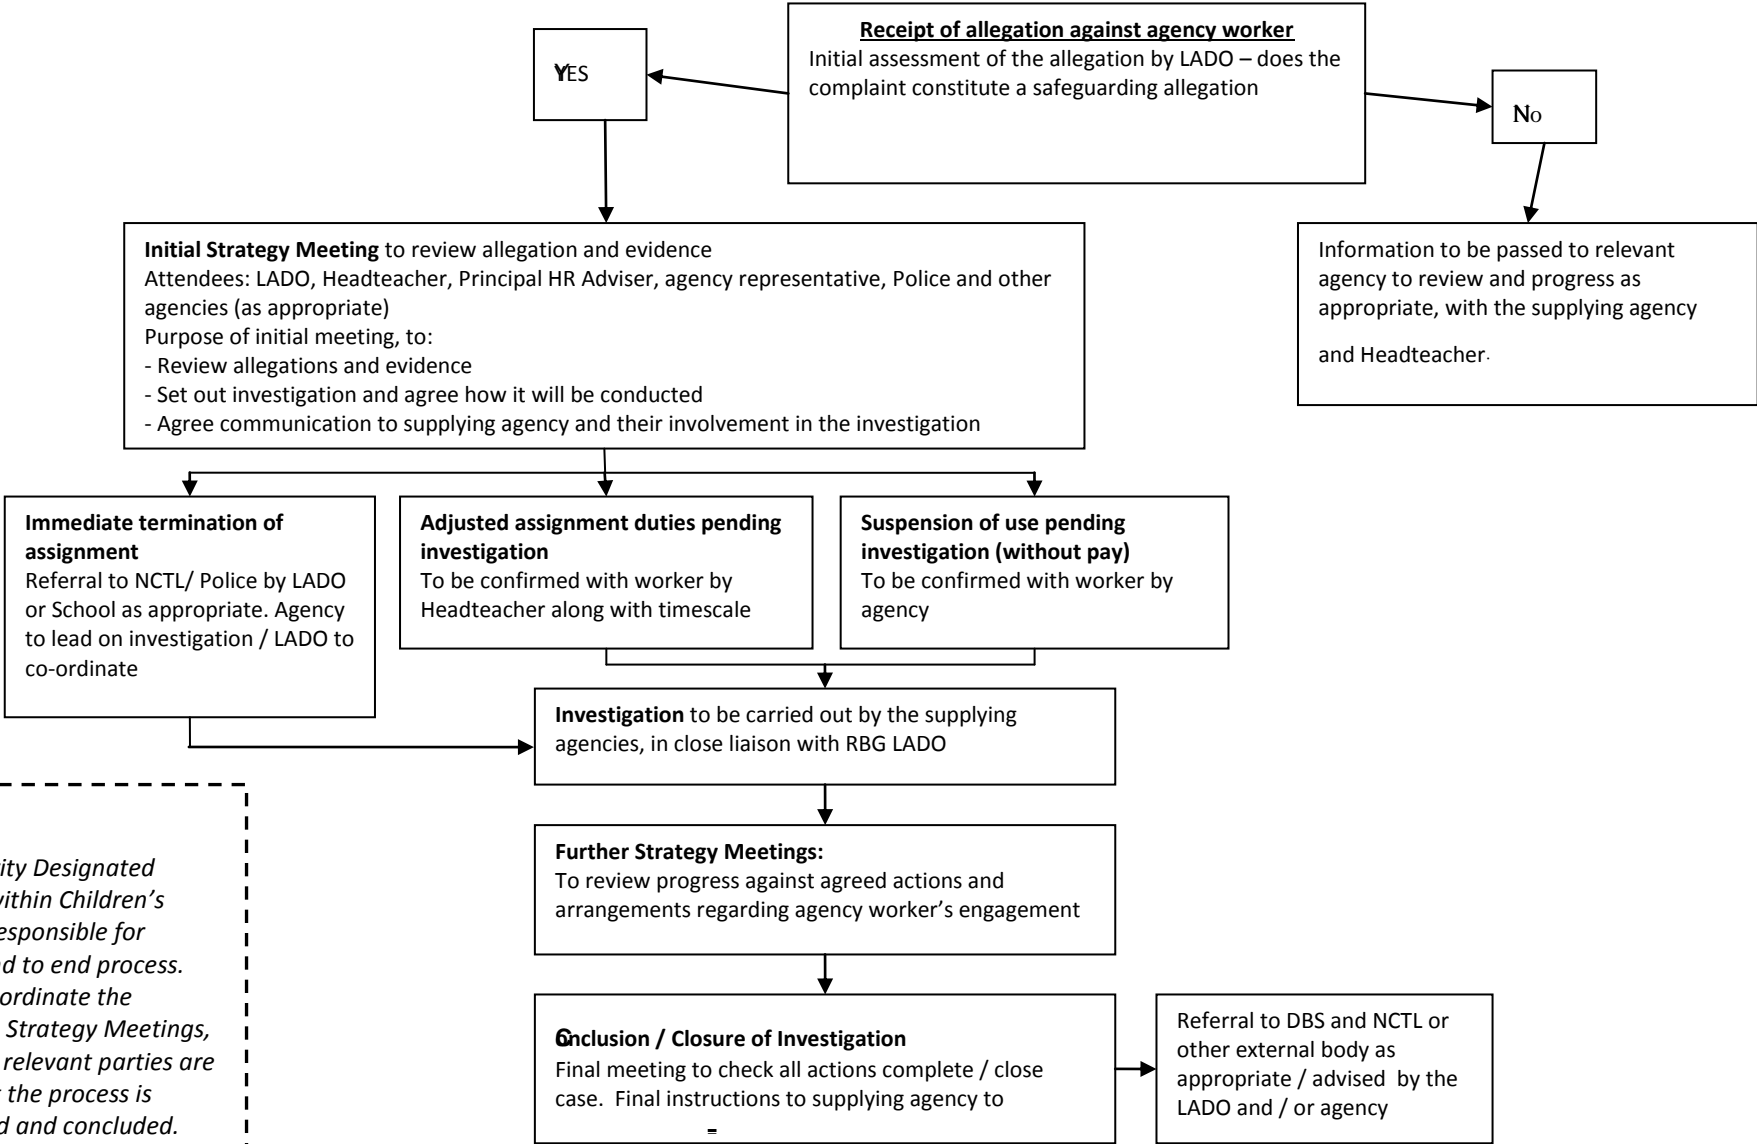 Receipt of allegation against agency worker
Initial assessment of the allegation by LADO – does the
complaint constitute a safeguarding allegation
YES
No
Initial Strategy Meeting to review allegation and evidence
Attendees: LADO, Headteacher, Principal HR Adviser, agency representative, Police and other
agencies (as appropriate)
Purpose of initial meeting, to:
- Review allegations and evidence
- Set out investigation and agree how it will be conducted
- Agree communication to supplying agency and their involvement in the investigation
Information to be passed to relevant
agency to review and progress as
appropriate, with the supplying agency
and Headteacher.
Immediate termination of
assignment
Referral to NCTL/ Police by LADO
or School as appropriate. Agency
to lead on investigation / LADO to
co-ordinate
Adjusted assignment duties pending
investigation
To be confirmed with worker by
Headteacher along with timescale
Suspension of use pending
investigation (without pay)
To be confirmed with worker by
agency
Investigation to be carried out by the supplying
agencies, in close liaison with RBG LADO
Further Strategy Meetings:
To review progress against agreed actions and
arrangements regarding agency worker's engagement
Conclusion / Closure of Investigation
Final meeting to check all actions complete / close
case. Final instructions to supplying agency to
Referral to DBS and NCTL or
other external body as
appropriate / advised by the
LADO and / or agency
ity Designated
within Children's
responsible for
d to end process.
ordinate the
Strategy Meetings,
relevant parties are
the process is
d and concluded.